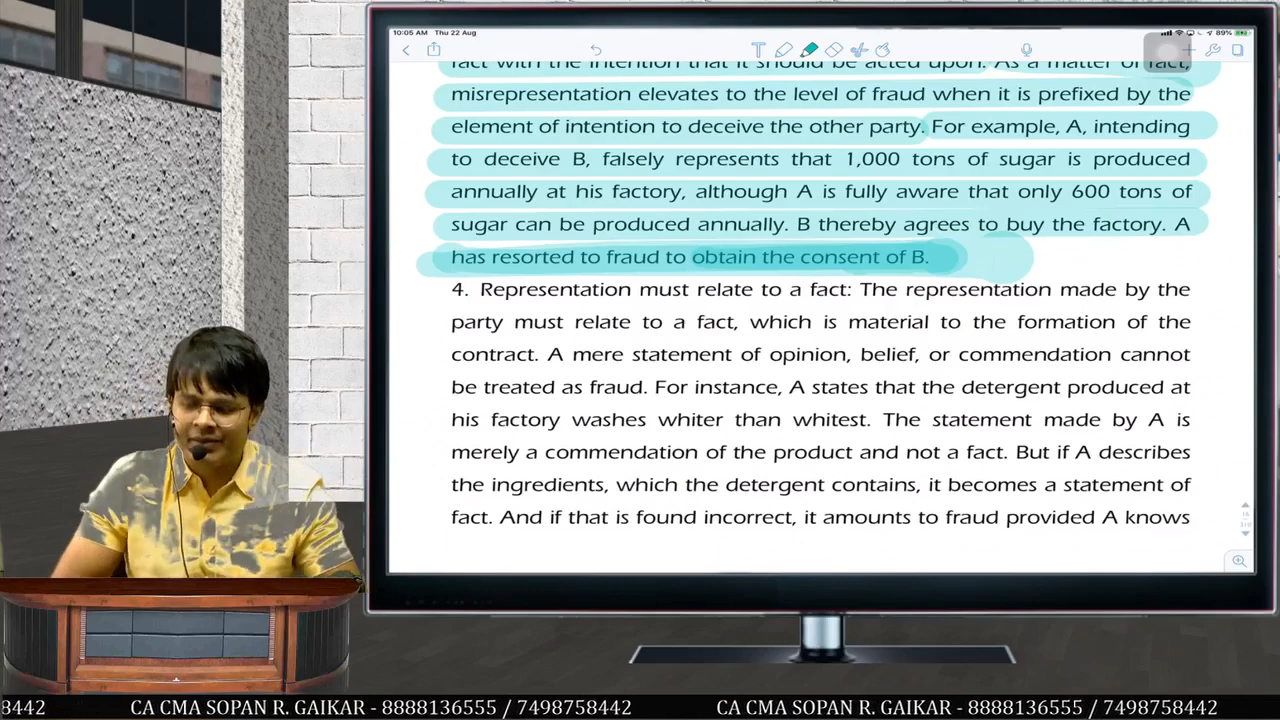 10:05 AM Thu 22 Aug
89%
fact with the intention that it should be acted upon. As a matter of fact,
misrepresentation elevates to the level of fraud when it is prefixed by the
element of intention to deceive the other party. For example, A, intending
to deceive B, falsely represents that 1,000 tons of sugar is produced
annually at his factory, although A is fully aware that only 600 tons of
sugar can be produced annually. B thereby agrees to buy the factory. A
has resorted to fraud to obtain the consent of B.
4. Representation must relate to a fact: The representation made by the
party must relate to a fact, which is material to the formation of the
contract. A mere statement of opinion, belief, or commendation cannot
be treated as fraud. For instance, A states that the detergent produced at
his factory washes whiter than whitest. The statement made by A is
merely a commendation of the product and not a fact. But if A describes
the ingredients, which the detergent contains, it becomes a statement of
fact. And if that is found incorrect, it amounts to fraud provided A knows
8442 CA CMA SOPAN R. GAIKAR - 8888136555 / 7498758442 CA CMA SOPAN R. GAIKAR - 8888136555 / 7498758442